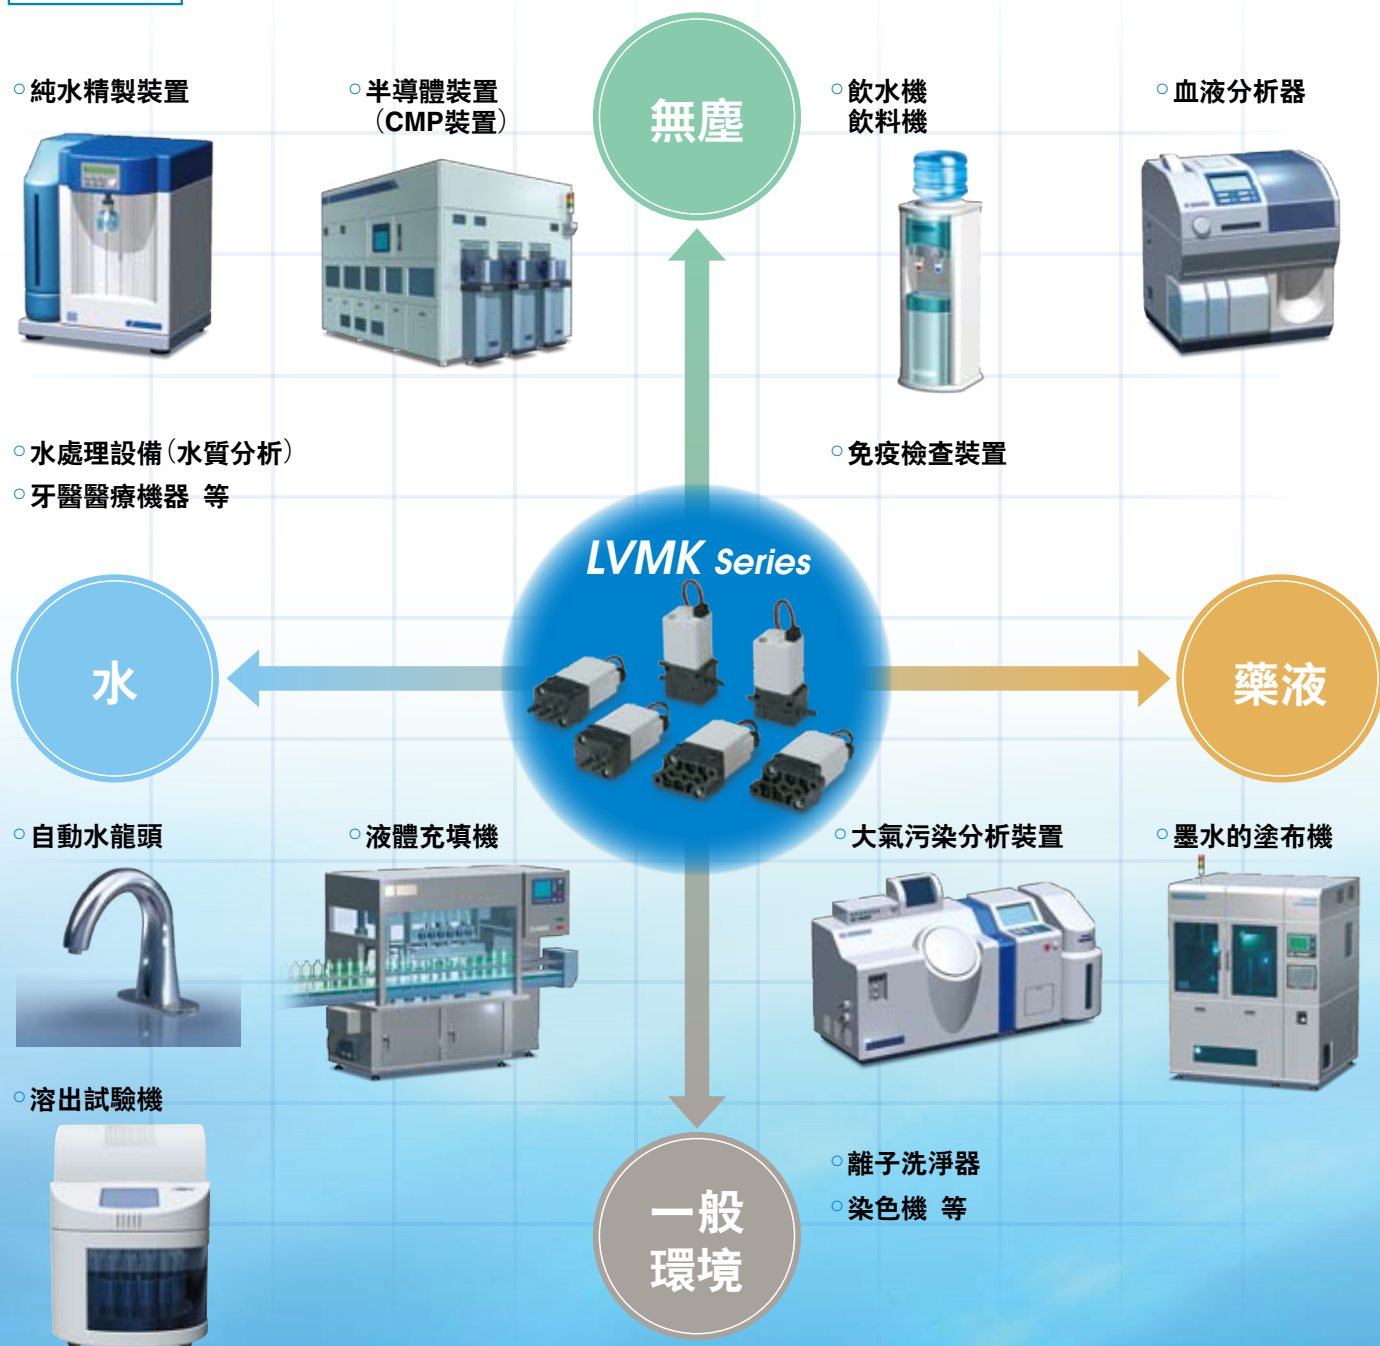 無塵
純水精製裝置
半導體裝置
(CMP裝置)
飲水機
飲料機
血液分析器
水處理設備(水質分析)
牙醫醫療機器 等
免疫檢查裝置
LVMK Series
水
藥液
自動水龍頭
液體充填機
大氣污染分析裝置
墨水的塗布機
溶出試驗機
離子洗淨器
染色機 等
一般
環境